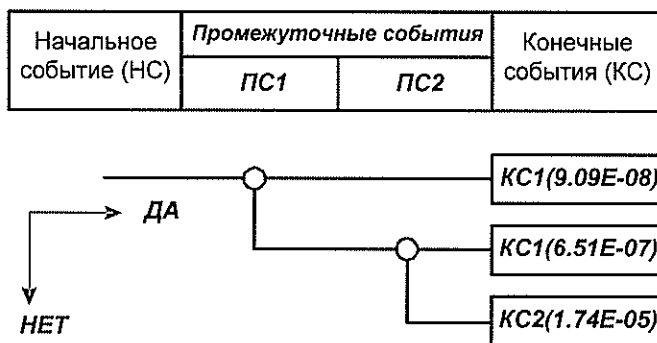 Начальное
событие (НС)
Промежуточные события
ПС1
ПС2
Конечные
события (КС)
КС1(9.09E-08)
ДА
КС1(6.51E-07)
НЕТ
КС2(1.74E-05)